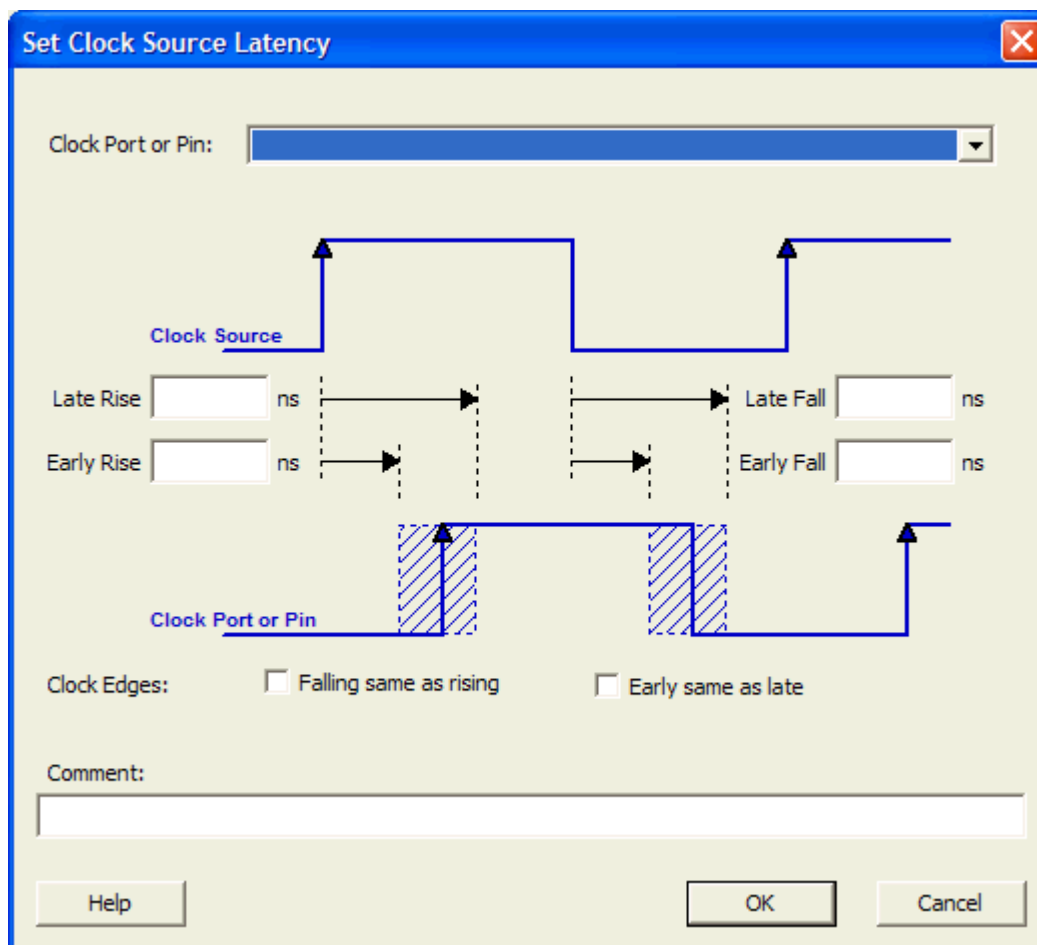 Set Clock Source Latency
Clock Port or Pin:
Clock Source
Late Rise ns Late Fall ns
Early Rise ns Early Fall ns
Clock Port or Pin
Clock Edges: Falling same as rising Early same as late
Comment:
Help OK Cancel